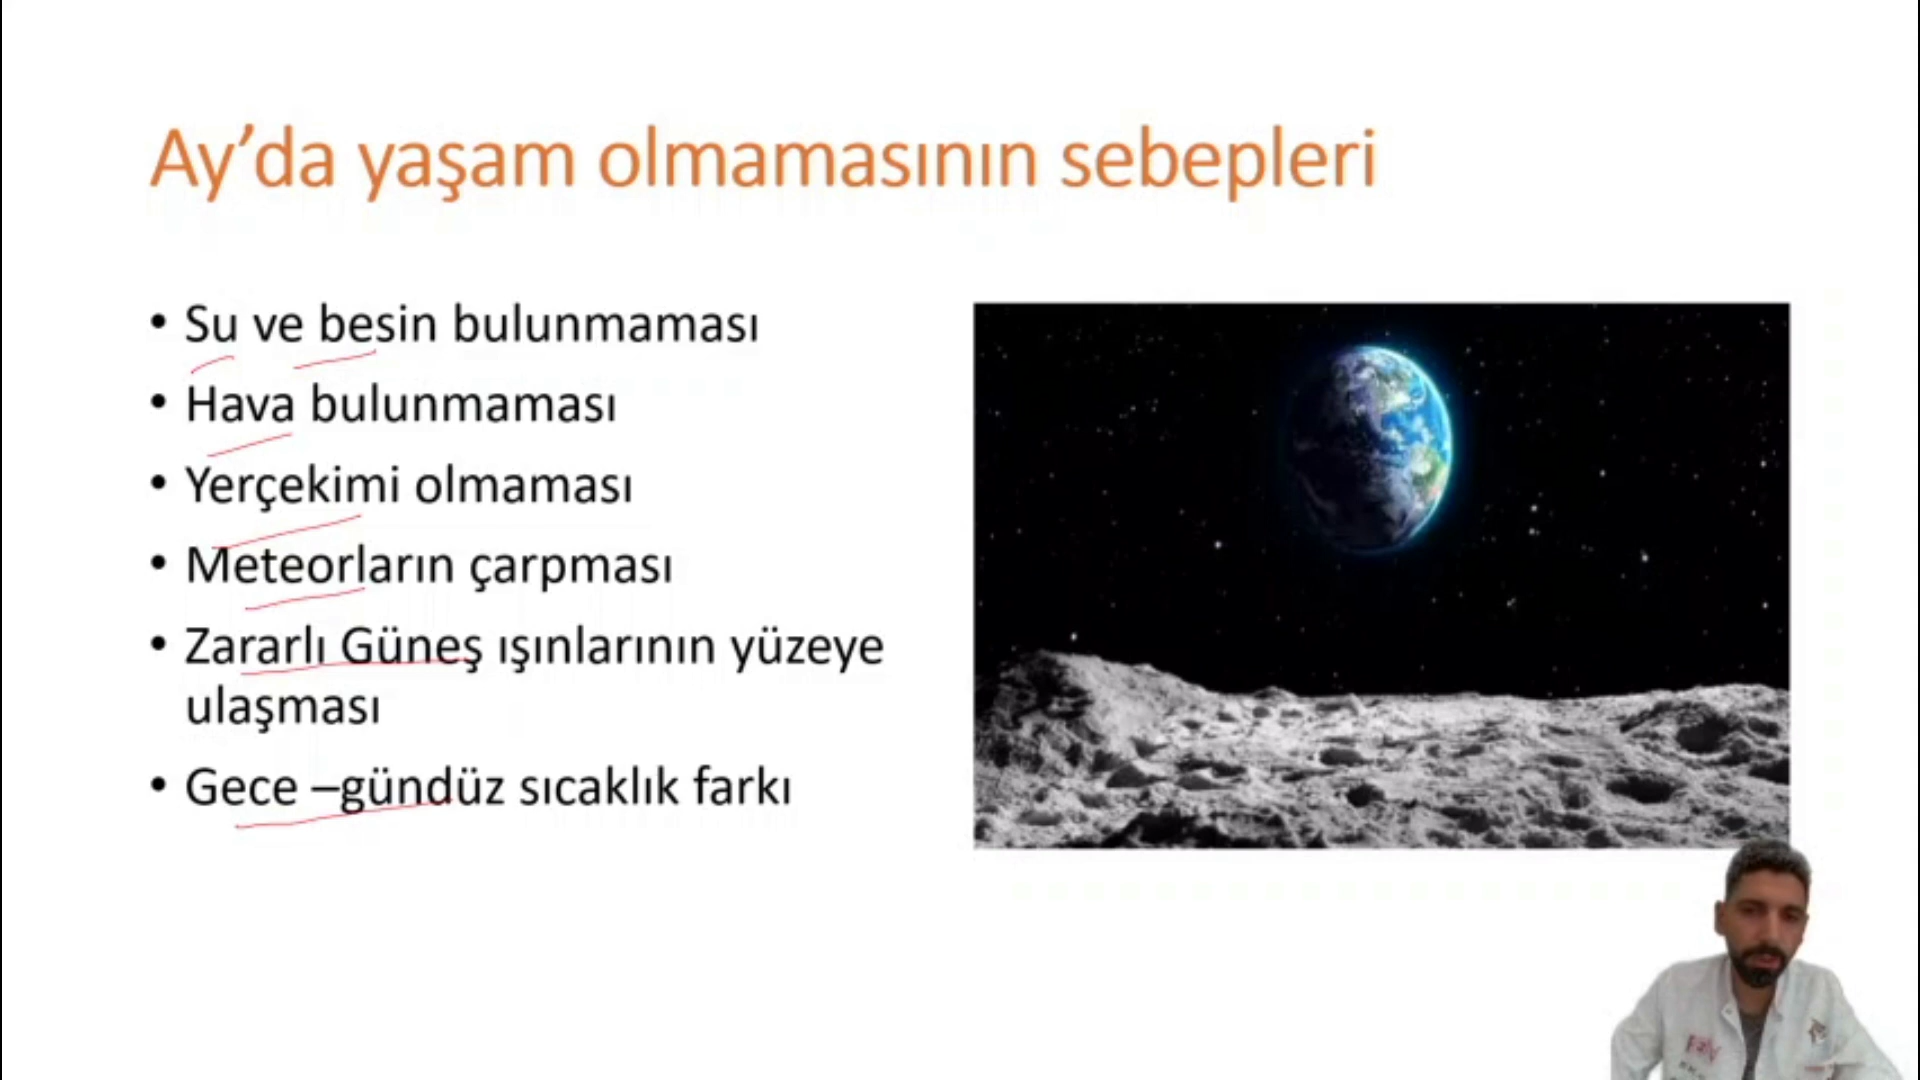 Ay’da yaşam olmamasının sebepleri
• Su ve besin bulunmaması
• Hava bulunmaması
• Yerçekimi olmaması
• Meteorların çarpması
• Zararlı Güneş ışınlarının yüzeye
ulaşması
• Gece –gündüz sıcaklık farkı